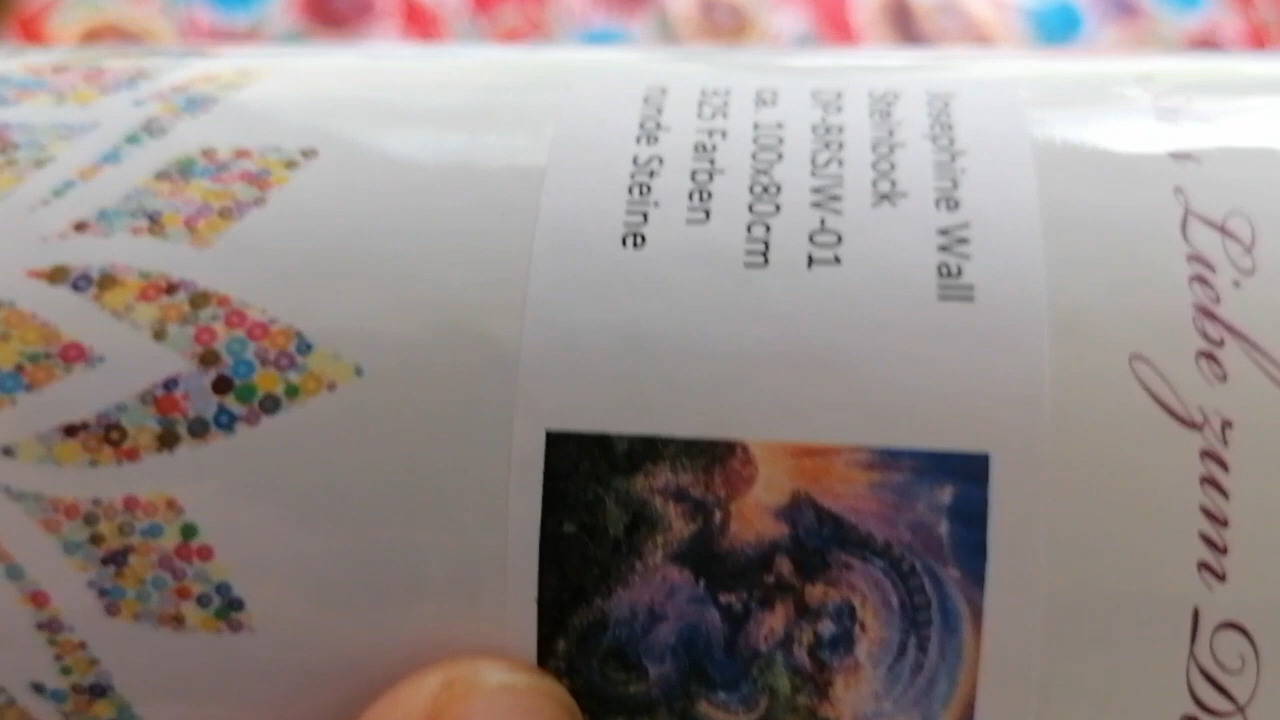 Josephine Wall
Steinbock
DP-BRSJW-01
ca. 100x80cm
325 Farben
runde Steine
Liebe zum